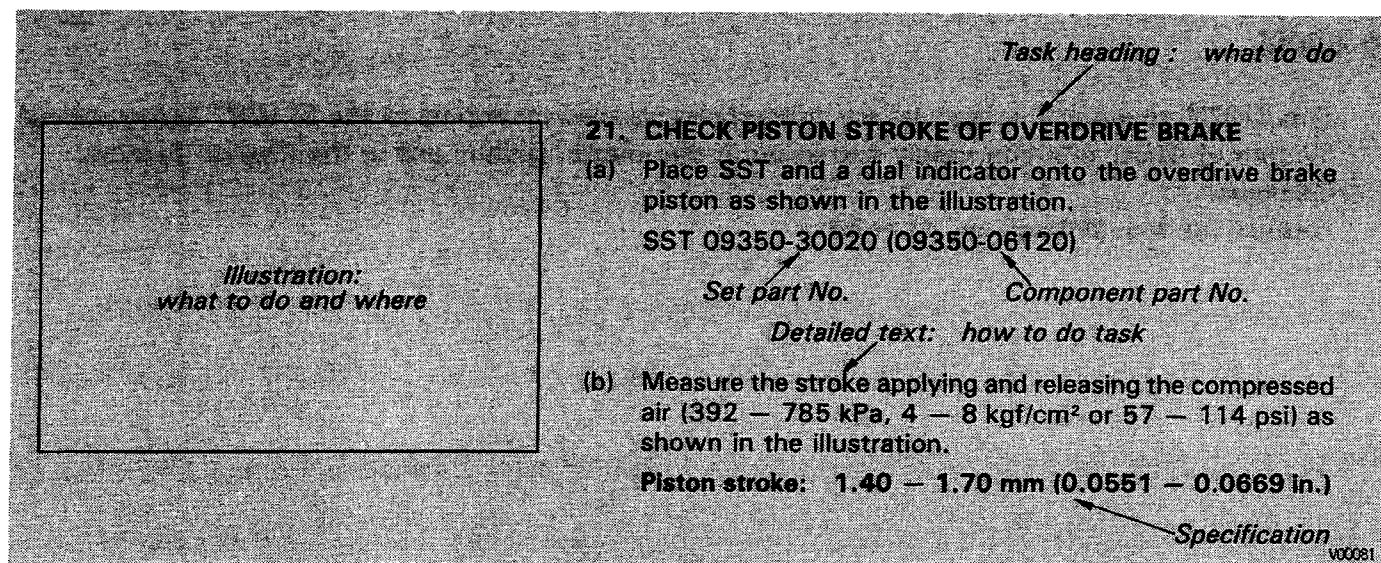 Task heading : what to do
21. CHECK PISTON STROKE OF OVERDRIVE BRAKE
(a) Place SST and a dial indicator onto the overdrive brake
piston as shown in the illustration.
SST 09350-30020 (09350-06120)
Illustration:
what to do and where
Set part No. Component part No.
Detailed text: how to do task
(b) Measure the stroke applying and releasing the compressed
air (392 — 785 kPa, 4 — 8 kgf/cm² or 57 — 114 psi) as
shown in the illustration.
Piston stroke: 1.40 — 1.70 mm (0.0551 — 0.0669 in.)
Specification
V00081